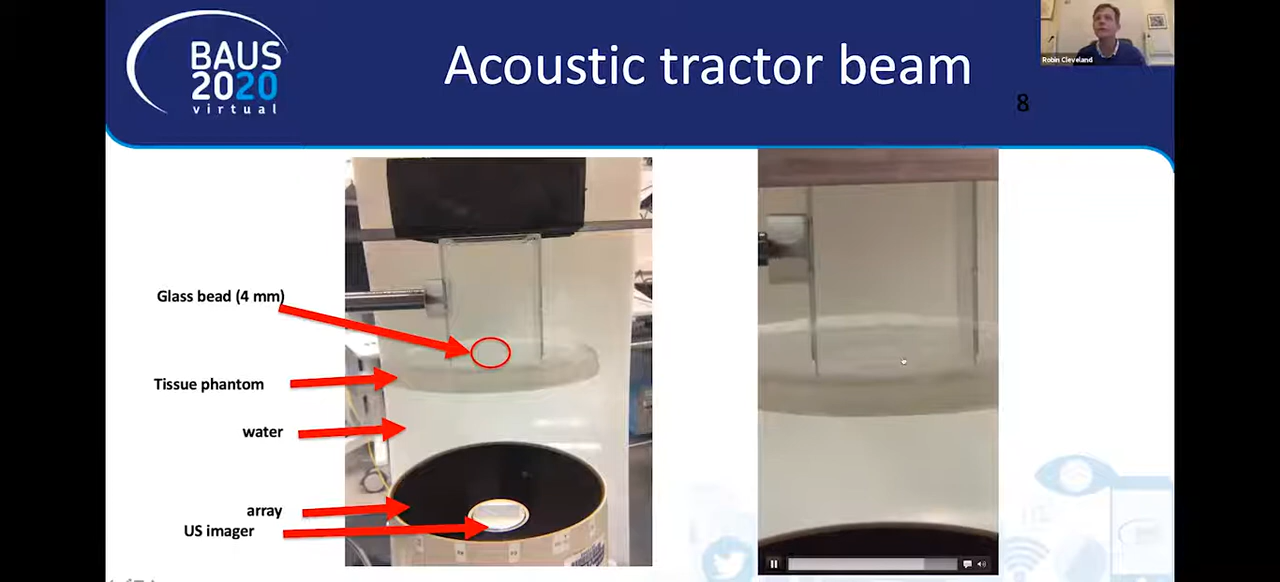 BAUS
2020
virtual
Acoustic tractor beam
Robin Cleveland
8
Glass bead (4 mm)
Tissue phantom
water
array
US imager